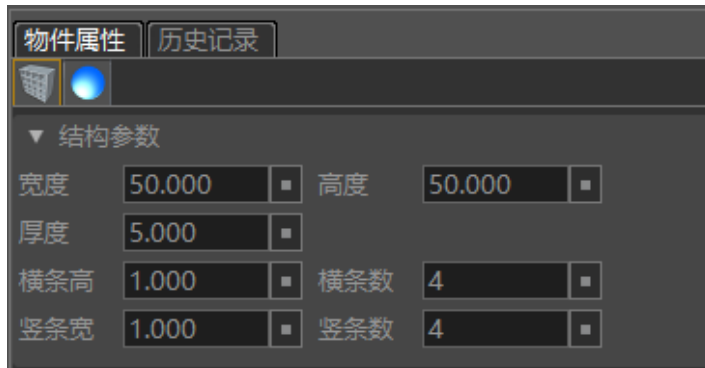 物件属性 历史记录
▼ 结构参数
宽度 50.000 高度 50.000
厚度 5.000
横条高 1.000 横条数 4
竖条宽 1.000 竖条数 4